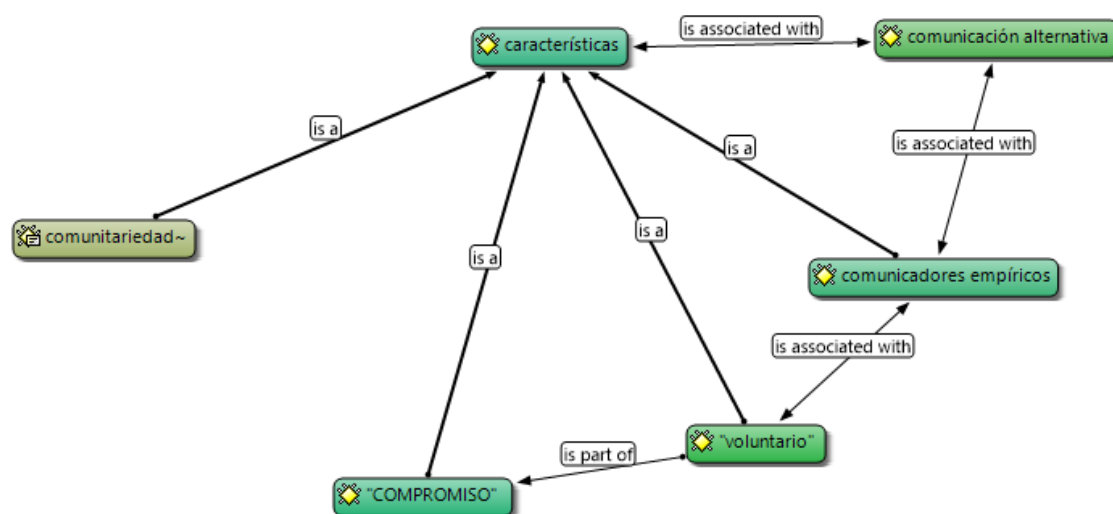 is associated with
características
comunicación alternativa
is a
is associated with
is a
comunitariedad~
is a
is a
comunicadores empíricos
is associated with
"voluntario"
is part of
"COMPROMISO"